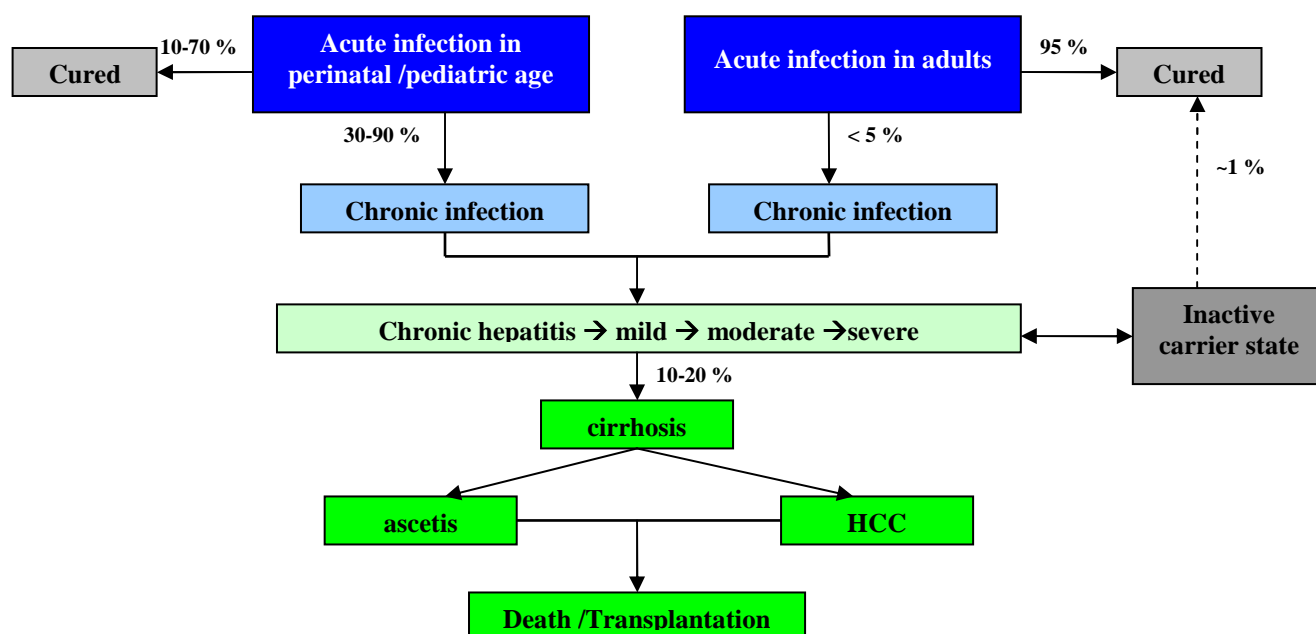 10-70 %
Acute infection in
perinatal /pediatric age
Acute infection in adults
95 %
Cured
Cured
30-90 %
< 5 %
~1 %
Chronic infection
Chronic infection
Chronic hepatitis → mild → moderate →severe
Inactive
carrier state
10-20 %
cirrhosis
ascetis
HCC
Death /Transplantation